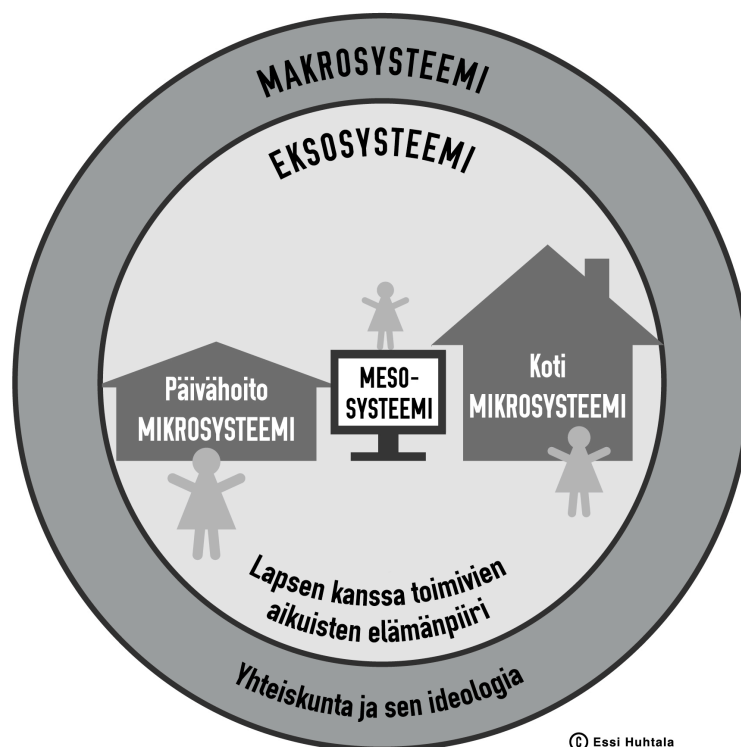 MAKROSYSTEEMI
EKSOSYSTEEMI
Päivähoito
MIKROSYSTEEMI
MESO-
SYSTEEMI
Koti
MIKROSYSTEEMI
Lapsen kanssa toimivien
aikuisten elämänpiiri
Yhteiskunta ja sen ideologia
© Essi Huhtala